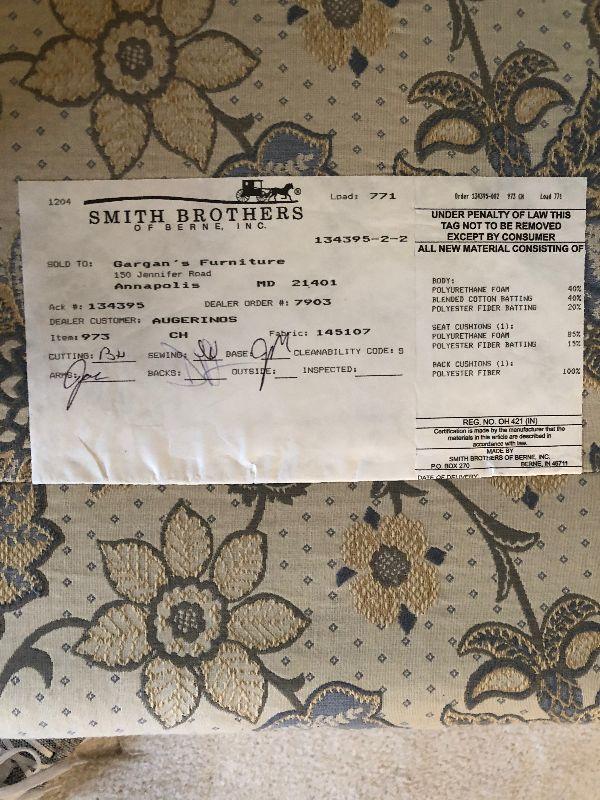 1204
Load: 771
SMITH BROTHERS ®
OF BERNE, INC.
134395-2-2
SOLD TO: Gargan's Furniture
150 Jennifer Road
Annapolis MD 21401
Ack #: 134395 DEALER ORDER #: 7903
DEALER CUSTOMER: AUGERINOS
Item: 973 CH Fabric: 145107
CUTTING: SEWING: BASE: JM CLEANABILITY CODE: S
ARMS: BACKS: OUTSIDE: INSPECTED:
Order 134395-002 973 CH Load 771
UNDER PENALTY OF LAW THIS
TAG NOT TO BE REMOVED
EXCEPT BY CONSUMER
ALL NEW MATERIAL CONSISTING OF
BODY:
POLYURETHANE FOAM 40%
BLENDED COTTON BATTING 40%
POLYESTER FIBER BATTING 20%
SEAT CUSHIONS (1):
POLYURETHANE FOAM 85%
POLYESTER FIBER BATTING 15%
BACK CUSHIONS (1):
POLYESTER FIBER 100%
REG. NO. OH 421 (IN)
Certification is made by the manufacturer that the
materials in this article are described in
accordance with law.
MADE BY
SMITH BROTHERS OF BERNE, INC.
P.O. BOX 270 BERNE, IN 46711
DATE OF DELIVERY